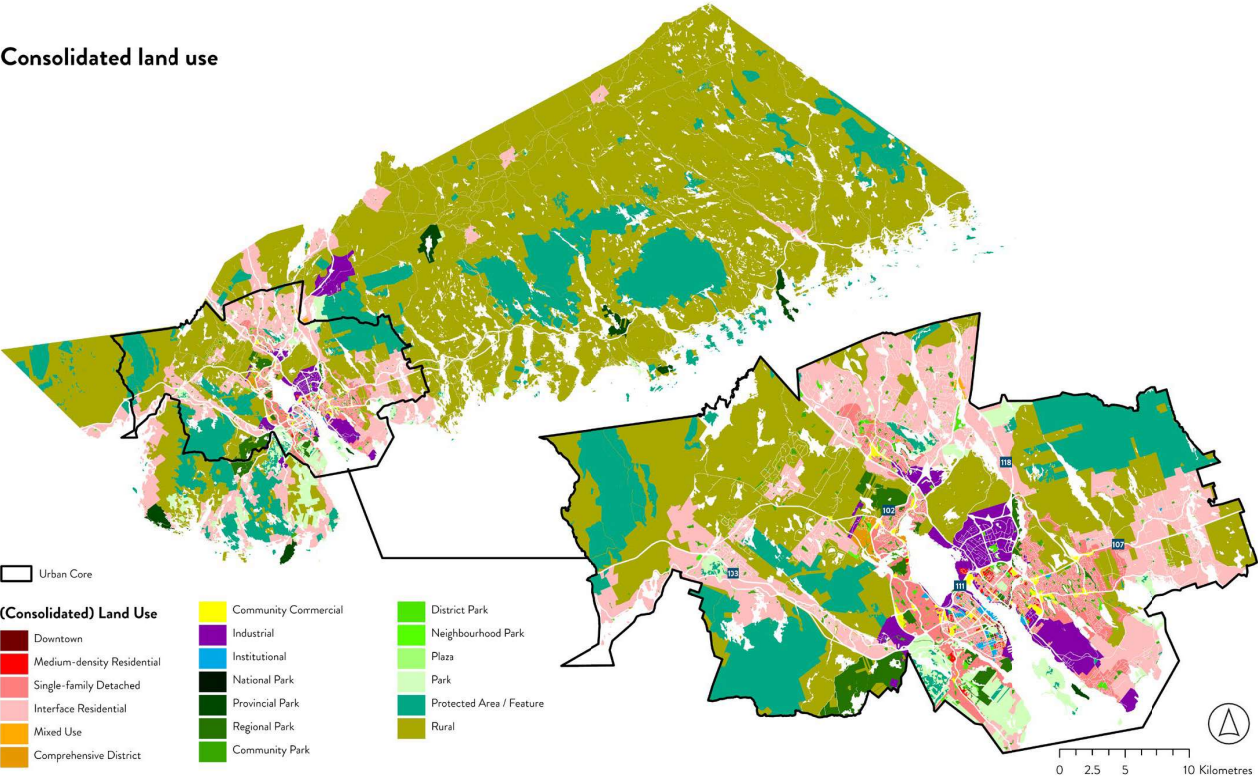 Consolidated land use
118
102
107
103
111
Urban Core
(Consolidated) Land Use
Downtown
Medium-density Residential
Single-family Detached
Interface Residential
Mixed Use
Comprehensive District
Community Commercial
Industrial
Institutional
National Park
Provincial Park
Regional Park
Community Park
District Park
Neighbourhood Park
Plaza
Park
Protected Area / Feature
Rural
0 2.5 5 10 Kilometres